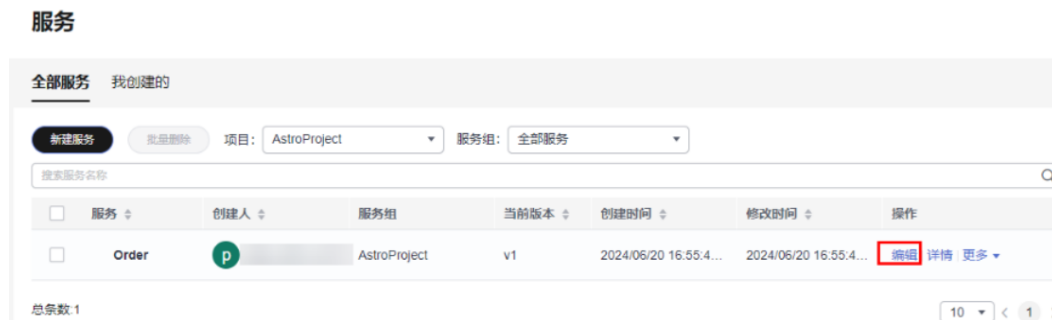 服务
全部服务 我创建的
新建服务 批量删除 项目: AstroProject 服务组: 全部服务
搜索服务名称
服务 创建人 服务组 当前版本 创建时间 修改时间 操作
Order p AstroProject v1 2024/06/20 16:55:4... 2024/06/20 16:55:4... 编辑 详情 更多
总条数:1 10 1